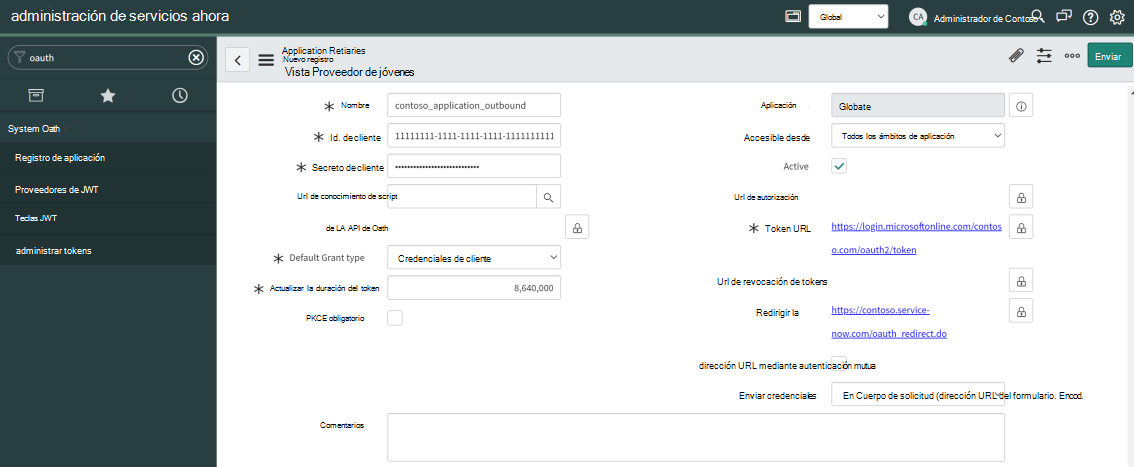 administración de servicios ahora
Global
CA
Administrador de Contoso
oauth
System Oath
Registro de aplicación
Proveedores de JWT
Teclas JWT
administrar tokens
Application Retiaries
Nuevo registro
Vista Proveedor de jóvenes
Enviar
Nombre
contoso_application_outbound
Id. de cliente
11111111-1111-1111-1111-1111111111
Secreto de cliente
Url de conocimiento de script
de LA API de Oath
Default Grant type
Credenciales de cliente
Actualizar la duración del token
8,640,000
PKCE obligatorio
Aplicación
Globate
Accesible desde
Todos los ámbitos de aplicación
Active
Url de autorización
Token URL
https://login.microsoftonline.com/contos
o.com/oauth2/token
Url de revocación de tokens
Redirigir la
https://contoso.service-
now.com/oauth_redirect.do
dirección URL mediante autenticación mutua
Enviar credenciales
En Cuerpo de solicitud (dirección URL del formulario. Encod.
Comentarios